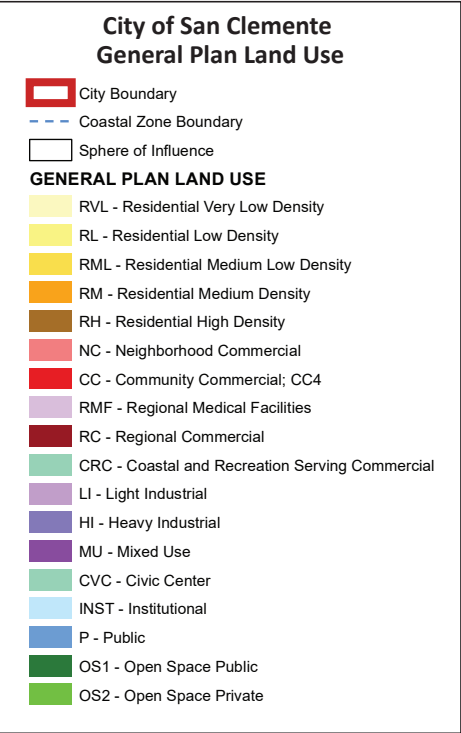 City of San Clemente
General Plan Land Use
City Boundary
Coastal Zone Boundary
Sphere of Influence
GENERAL PLAN LAND USE
RVL - Residential Very Low Density
RL - Residential Low Density
RML - Residential Medium Low Density
RM - Residential Medium Density
RH - Residential High Density
NC - Neighborhood Commercial
CC - Community Commercial; CC4
RMF - Regional Medical Facilities
RC - Regional Commercial
CRC - Coastal and Recreation Serving Commercial
LI - Light Industrial
HI - Heavy Industrial
MU - Mixed Use
CVC - Civic Center
INST - Institutional
P - Public
OS1 - Open Space Public
OS2 - Open Space Private